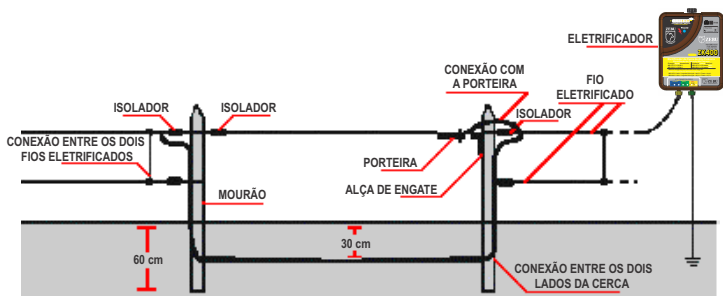 ELETRIFICADOR
ZK400
CONEXÃO COM
A PORTEIRA
FIO
ELETRIFICADO
ISOLADOR
ISOLADOR
ISOLADOR
CONEXÃO ENTRE OS DOIS
FIOS ELETRIFICADOS
PORTEIRA
ALÇA DE ENGATE
MOURÃO
60 cm
30 cm
CONEXÃO ENTRE OS DOIS
LADOS DA CERCA